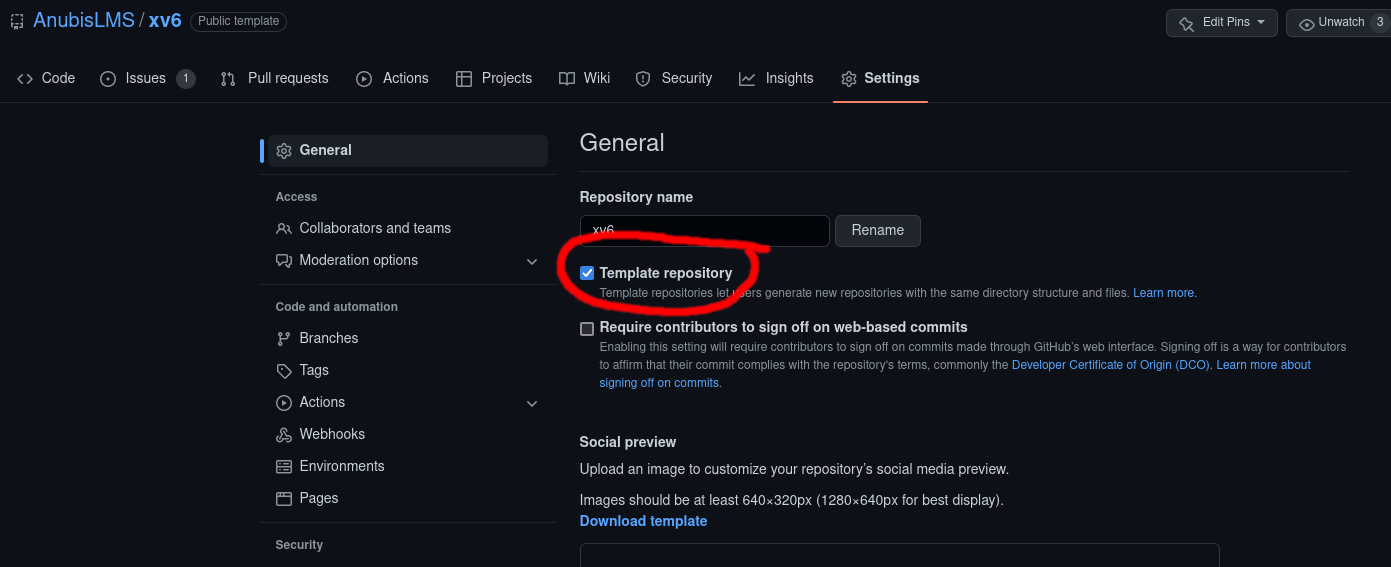 AnubisLMS / xv6 Public template Edit Pins Unwatch 3
Code Issues 1 Pull requests Actions Projects Wiki Security Insights Settings
General
Access
Collaborators and teams
Moderation options
Code and automation
Branches
Tags
Actions
Webhooks
Environments
Pages
Security
General
Repository name
xv6 Rename
Template repository
Template repositories let users generate new repositories with the same directory structure and files. Learn more.
Require contributors to sign off on web-based commits
Enabling this setting will require contributors to sign off on commits made through GitHub's web interface. Signing off is a way for contributors
to affirm that their commit complies with the repository's terms, commonly the Developer Certificate of Origin (DCO). Learn more about
signing off on commits.
Social preview
Upload an image to customize your repository's social media preview.
Images should be at least 640×320px (1280×640px for best display).
Download template